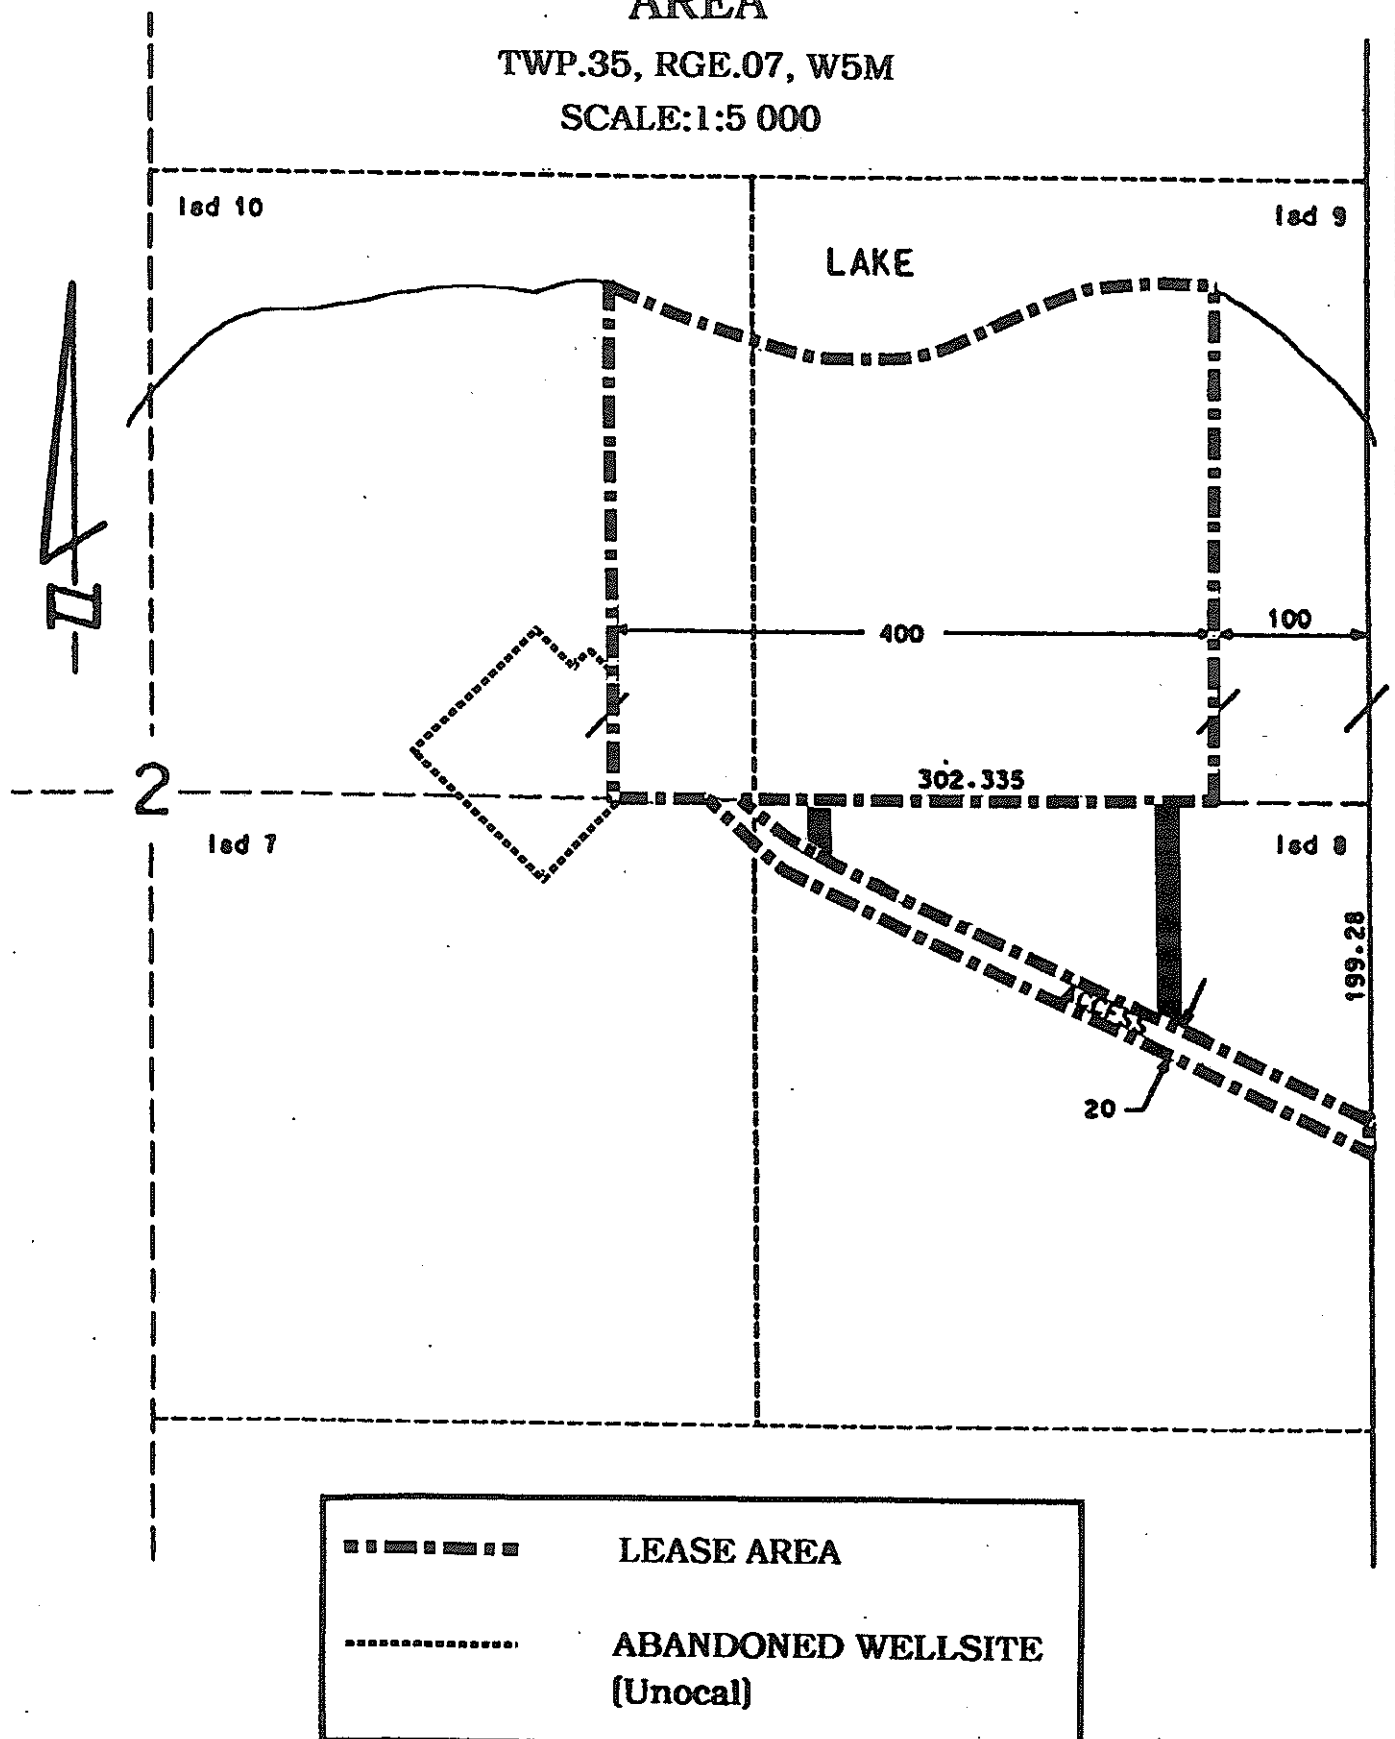 AREA
TWP.35, RGE.07, W5M
SCALE:1:5 000
lsd 10
lsd 9
LAKE
N
400
100
302.335
2
lsd 7
lsd 8
199.28
ACCESS
20
LEASE AREA
ABANDONED WELLSITE
(Unocal)